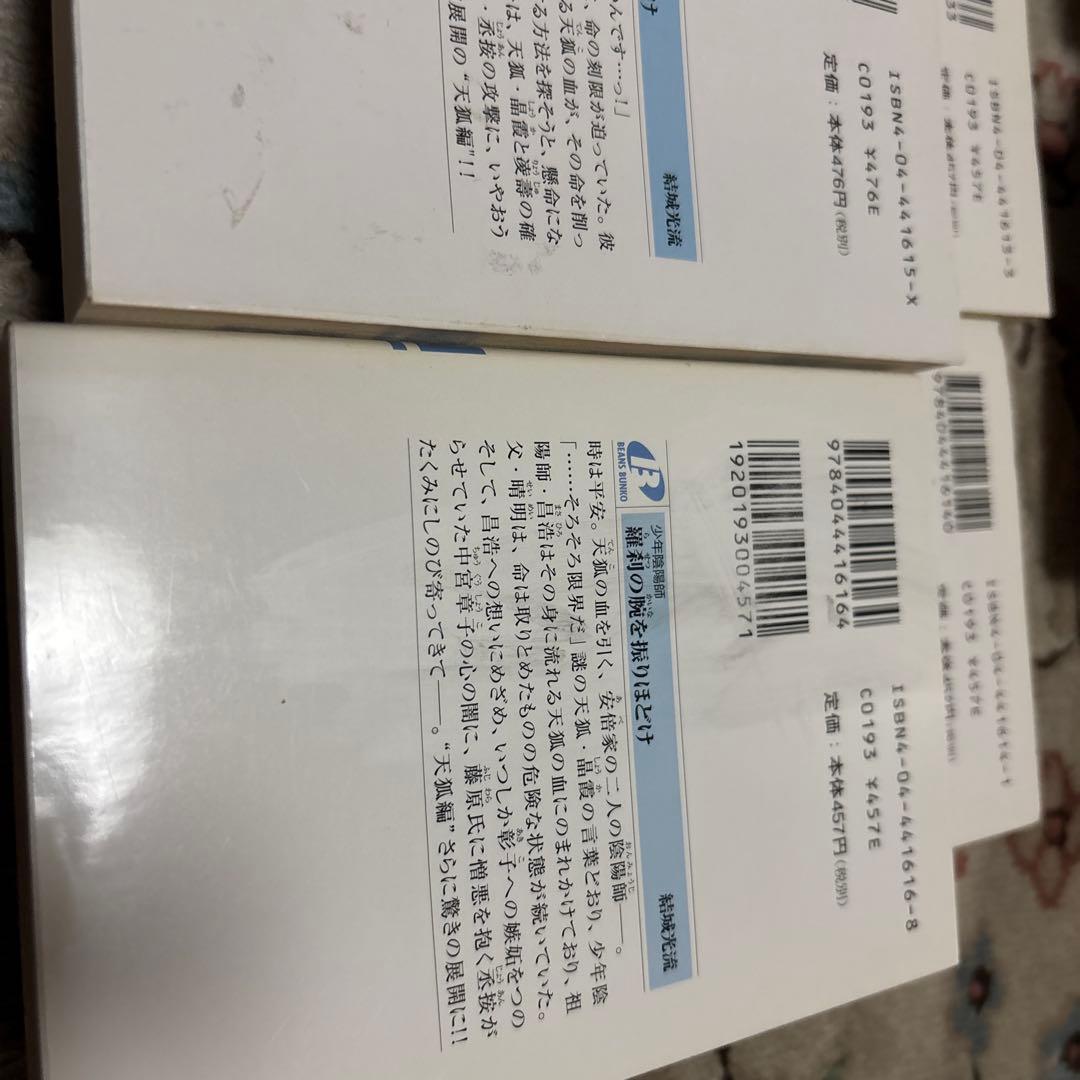 ISBN4-04-441615-X
C0193 ¥476E
定価：本体476円(税別)
結城光流
んです…っ!」
、命の刻限が迫っていた。彼
る天狐の血が、その命を削っ
る方法を探そうと、懸命にな
は、天狐・晶霞と凌壽の確
・丞按の攻撃に、いやおう
展開の“天狐編”!!
ISBN4-04-441613-3
C0193 ¥457E
9784044416164
1920193004571
ISBN4-04-441616-8
C0193 ¥457E
定価：本体457円(税別)
BEANS BUNKO
少年陰陽師
羅刹の腕を振りほどけ
結城光流
時は平安。天狐の血を引く、安倍家の二人の陰陽師――。
「……そろそろ限界だ」謎の天狐・晶霞の言葉どおり、少年陰
陽師・昌浩はその身に流れる天狐の血にのまれかけており、祖
父・晴明は、命は取りとめたものの危険な状態が続いていた。
そして、昌浩への想いにめざめ、いつしか彰子への嫉妬をつの
らせていた中宮章子の心の闇に、藤原氏に憎悪を抱く丞按が
たくみにしのび寄ってきて――。“天狐編”さらに驚きの展開に!!
9784044416140
ISBN4-04-441614-1
C0193 ¥457E